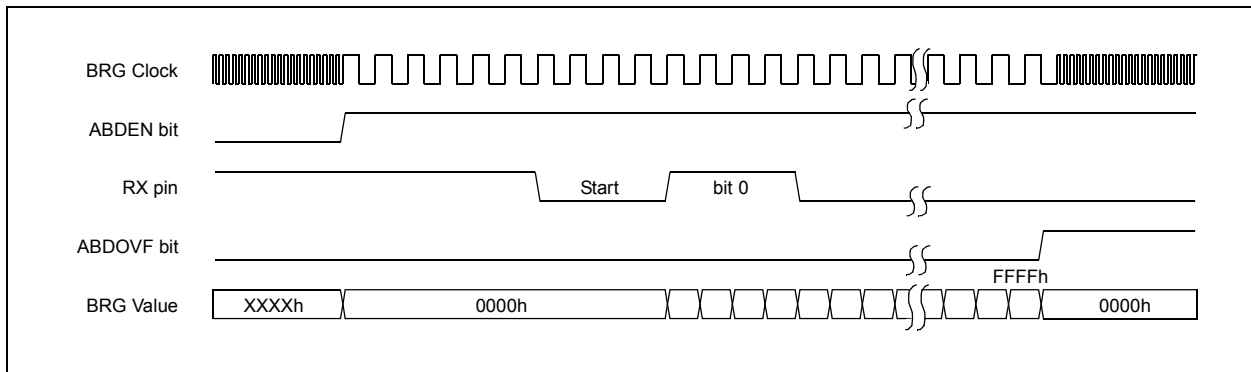 BRG Clock
ABDEN bit
RX pin
Start
bit 0
ABDOVF bit
FFFFh
BRG Value
XXXXh
0000h
0000h